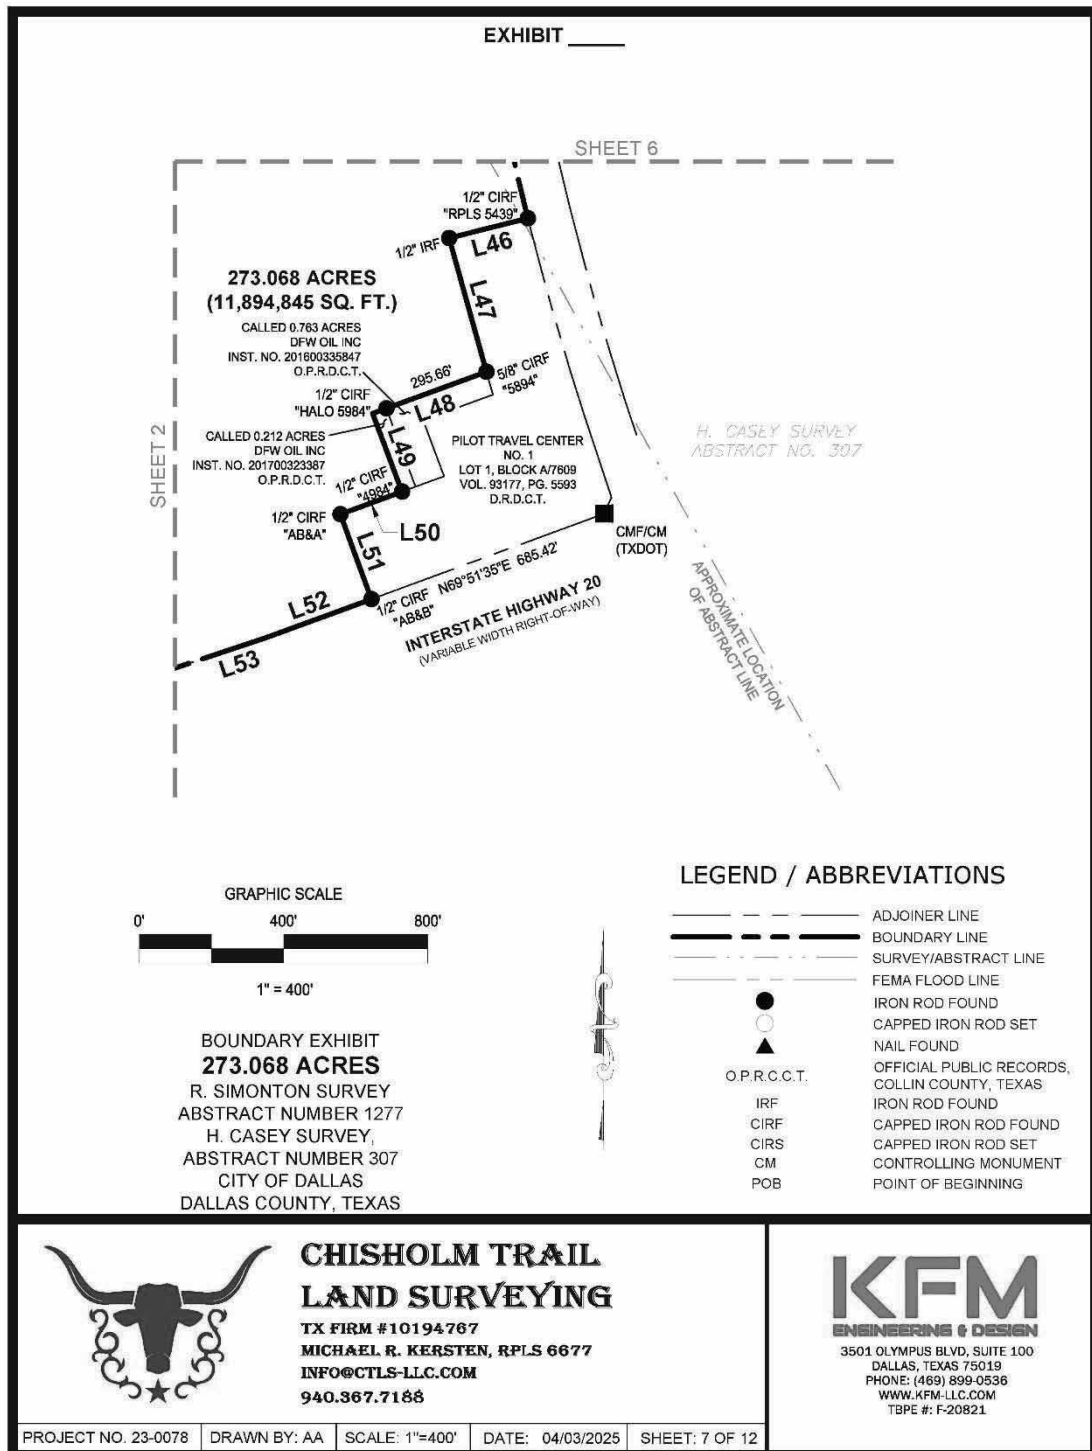 EXHIBIT _____
SHEET 6
1/2" CIRF
"RPLS 5439"
1/2" IRF
L46
L47
273.068 ACRES
(11,894,845 SQ. FT.)
CALLED 0.763 ACRES
DFW OIL INC
INST. NO. 201600335847
O.P.R.D.C.T.
295.66'
5/8" CIRF
"5894"
1/2" CIRF
"HALO 5984"
L48
L49
CALLED 0.212 ACRES
DFW OIL INC
INST. NO. 201700323387
O.P.R.D.C.T.
PILOT TRAVEL CENTER
NO. 1
LOT 1, BLOCK A/7609
VOL. 93177, PG. 5593
D.R.D.C.T.
H. CASEY SURVEY
ABSTRACT NO. 307
SHEET 2
1/2" CIRF
"4984"
1/2" CIRF
"AB&A"
L50
L51
CMF/CM
(TXDOT)
N69°51'35"E 685.42'
1/2" CIRF
"AB&B"
INTERSTATE HIGHWAY 20
(VARIABLE WIDTH RIGHT-OF-WAY)
L52
L53
APPROXIMATE LOCATION
OF ABSTRACT LINE
GRAPHIC SCALE
0' 400' 800'
1" = 400'
BOUNDARY EXHIBIT
273.068 ACRES
R. SIMONTON SURVEY
ABSTRACT NUMBER 1277
H. CASEY SURVEY,
ABSTRACT NUMBER 307
CITY OF DALLAS
DALLAS COUNTY, TEXAS
LEGEND / ABBREVIATIONS
ADJOINER LINE
BOUNDARY LINE
SURVEY/ABSTRACT LINE
FEMA FLOOD LINE
IRON ROD FOUND
CAPPED IRON ROD SET
NAIL FOUND
O.P.R.C.C.T. OFFICIAL PUBLIC RECORDS,
COLLIN COUNTY, TEXAS
IRF IRON ROD FOUND
CIRF CAPPED IRON ROD FOUND
CIRS CAPPED IRON ROD SET
CM CONTROLLING MONUMENT
POB POINT OF BEGINNING
CHISHOLM TRAIL
LAND SURVEYING
TX FIRM #10194767
MICHAEL R. KERSTEN, RPLS 6677
INFO@CTLS-LLC.COM
940.367.7188
KFM
ENGINEERING & DESIGN
3501 OLYMPUS BLVD, SUITE 100
DALLAS, TEXAS 75019
PHONE: (469) 899-0536
WWW.KFM-LLC.COM
TBPE #: F-20821
PROJECT NO. 23-0078 DRAWN BY: AA SCALE: 1"=400' DATE: 04/03/2025 SHEET: 7 OF 12